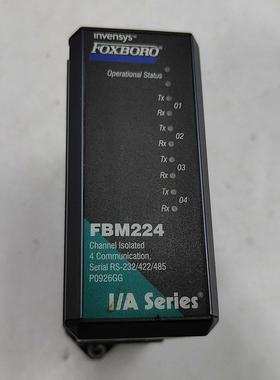 invensys
FOXBORO
Operational Status
Tx
01
Rx
Tx
02
Rx
Tx
03
Rx
Tx
04
Rx
FBM224
Channel Isolated
4 Communication,
Serial RS-232/422/485
P0926GG
I/A Series®